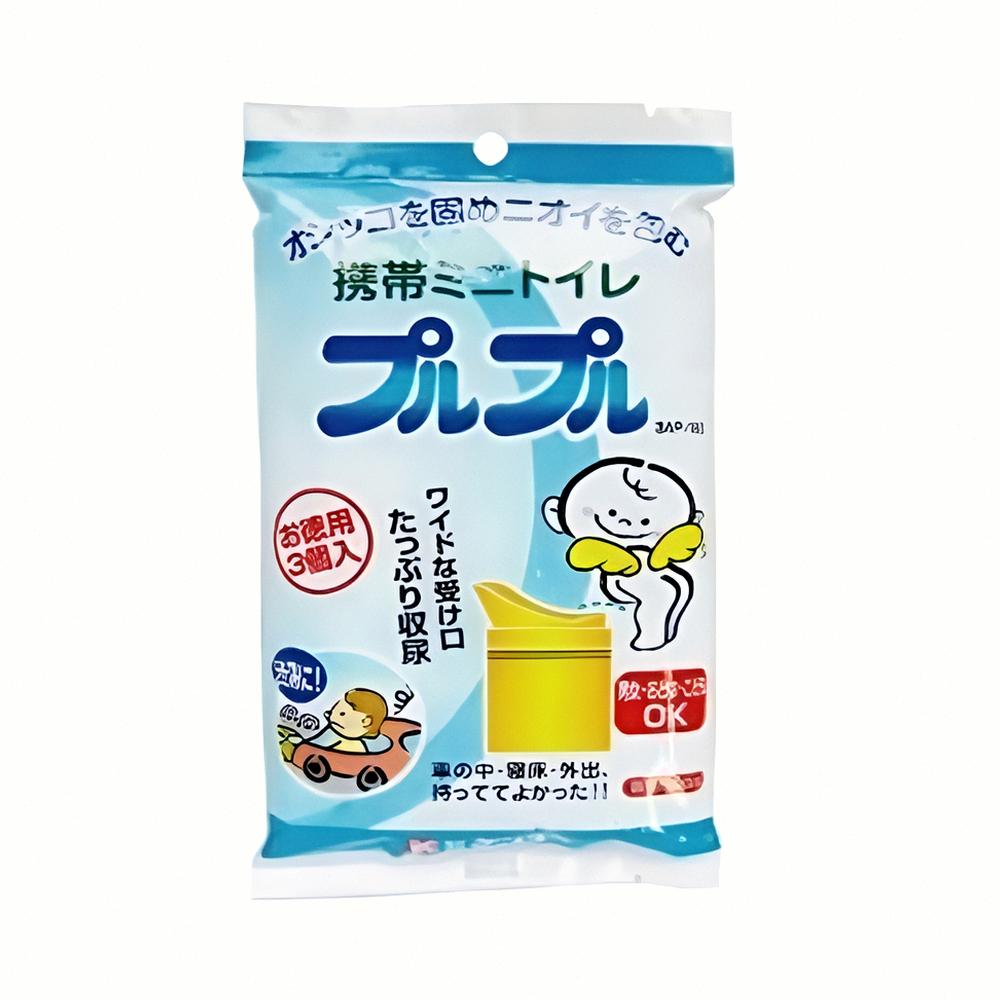 オシッコを固めニオイを包む
携帯ミニトイレ
プルプル
お徳用
3個入
ワイドな受け口
たっぷり収尿
OK
車の中・
・外出、
持っててよかった!!